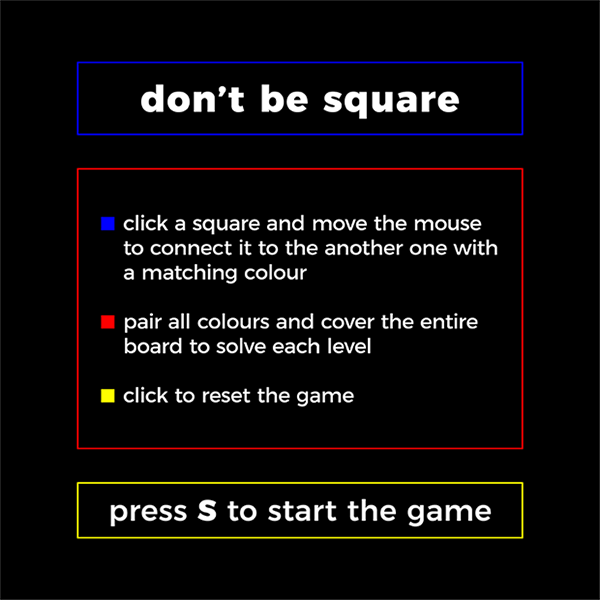 don’t be square
click a square and move the mouse
to connect it to the another one with
a matching colour
pair all colours and cover the entire
board to solve each level
click to reset the game
press S to start the game